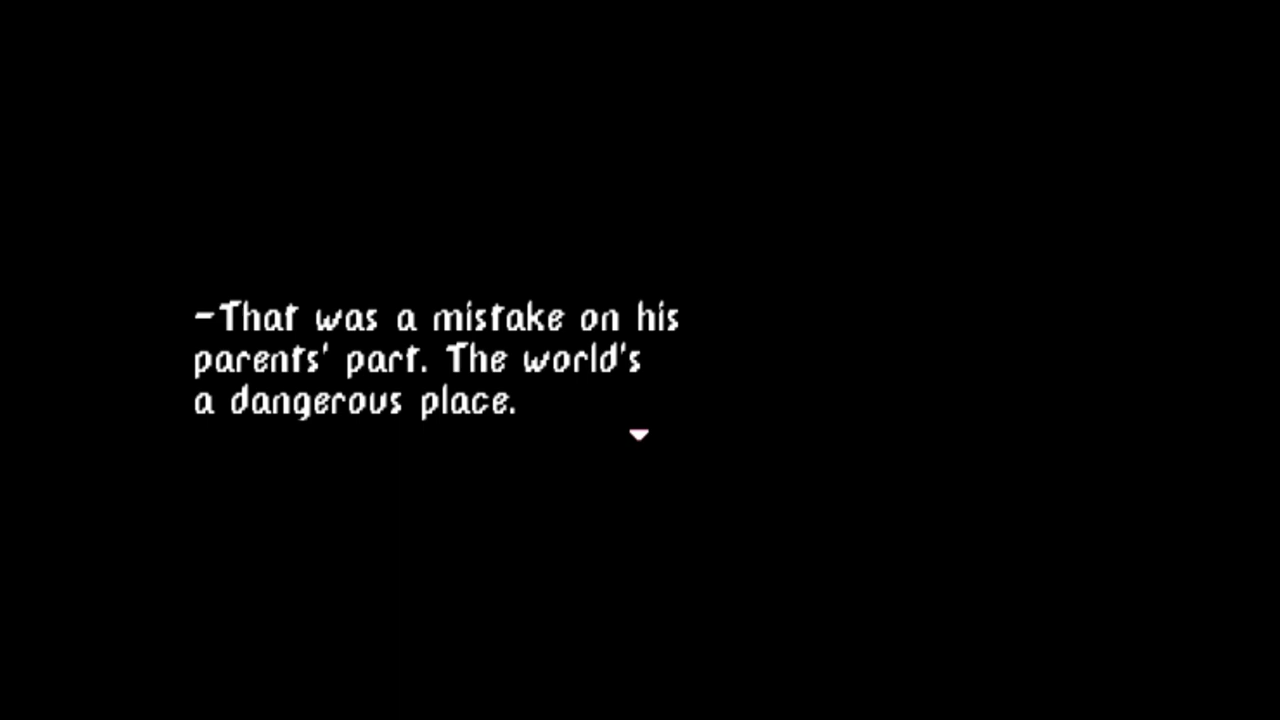 -That was a mistake on his
parents' part. The world's
a dangerous place.